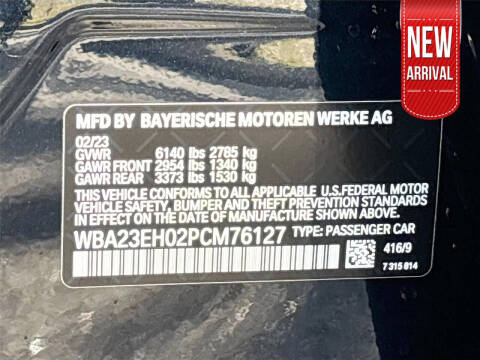 NEW
ARRIVAL
MFD BY BAYERISCHE MOTOREN WERKE AG
02/23
GVWR 6140 lbs 2785 kg
GAWR FRONT 2954 lbs 1340 kg
GAWR REAR 3373 lbs 1530 kg
THIS VEHICLE CONFORMS TO ALL APPLICABLE U.S.FEDERAL MOTOR
VEHICLE SAFETY, BUMPER AND THEFT PREVENTION STANDARDS
IN EFFECT ON THE DATE OF MANUFACTURE SHOWN ABOVE.
WBA23EH02PCM76127 TYPE: PASSENGER CAR
416/9
7 315 814